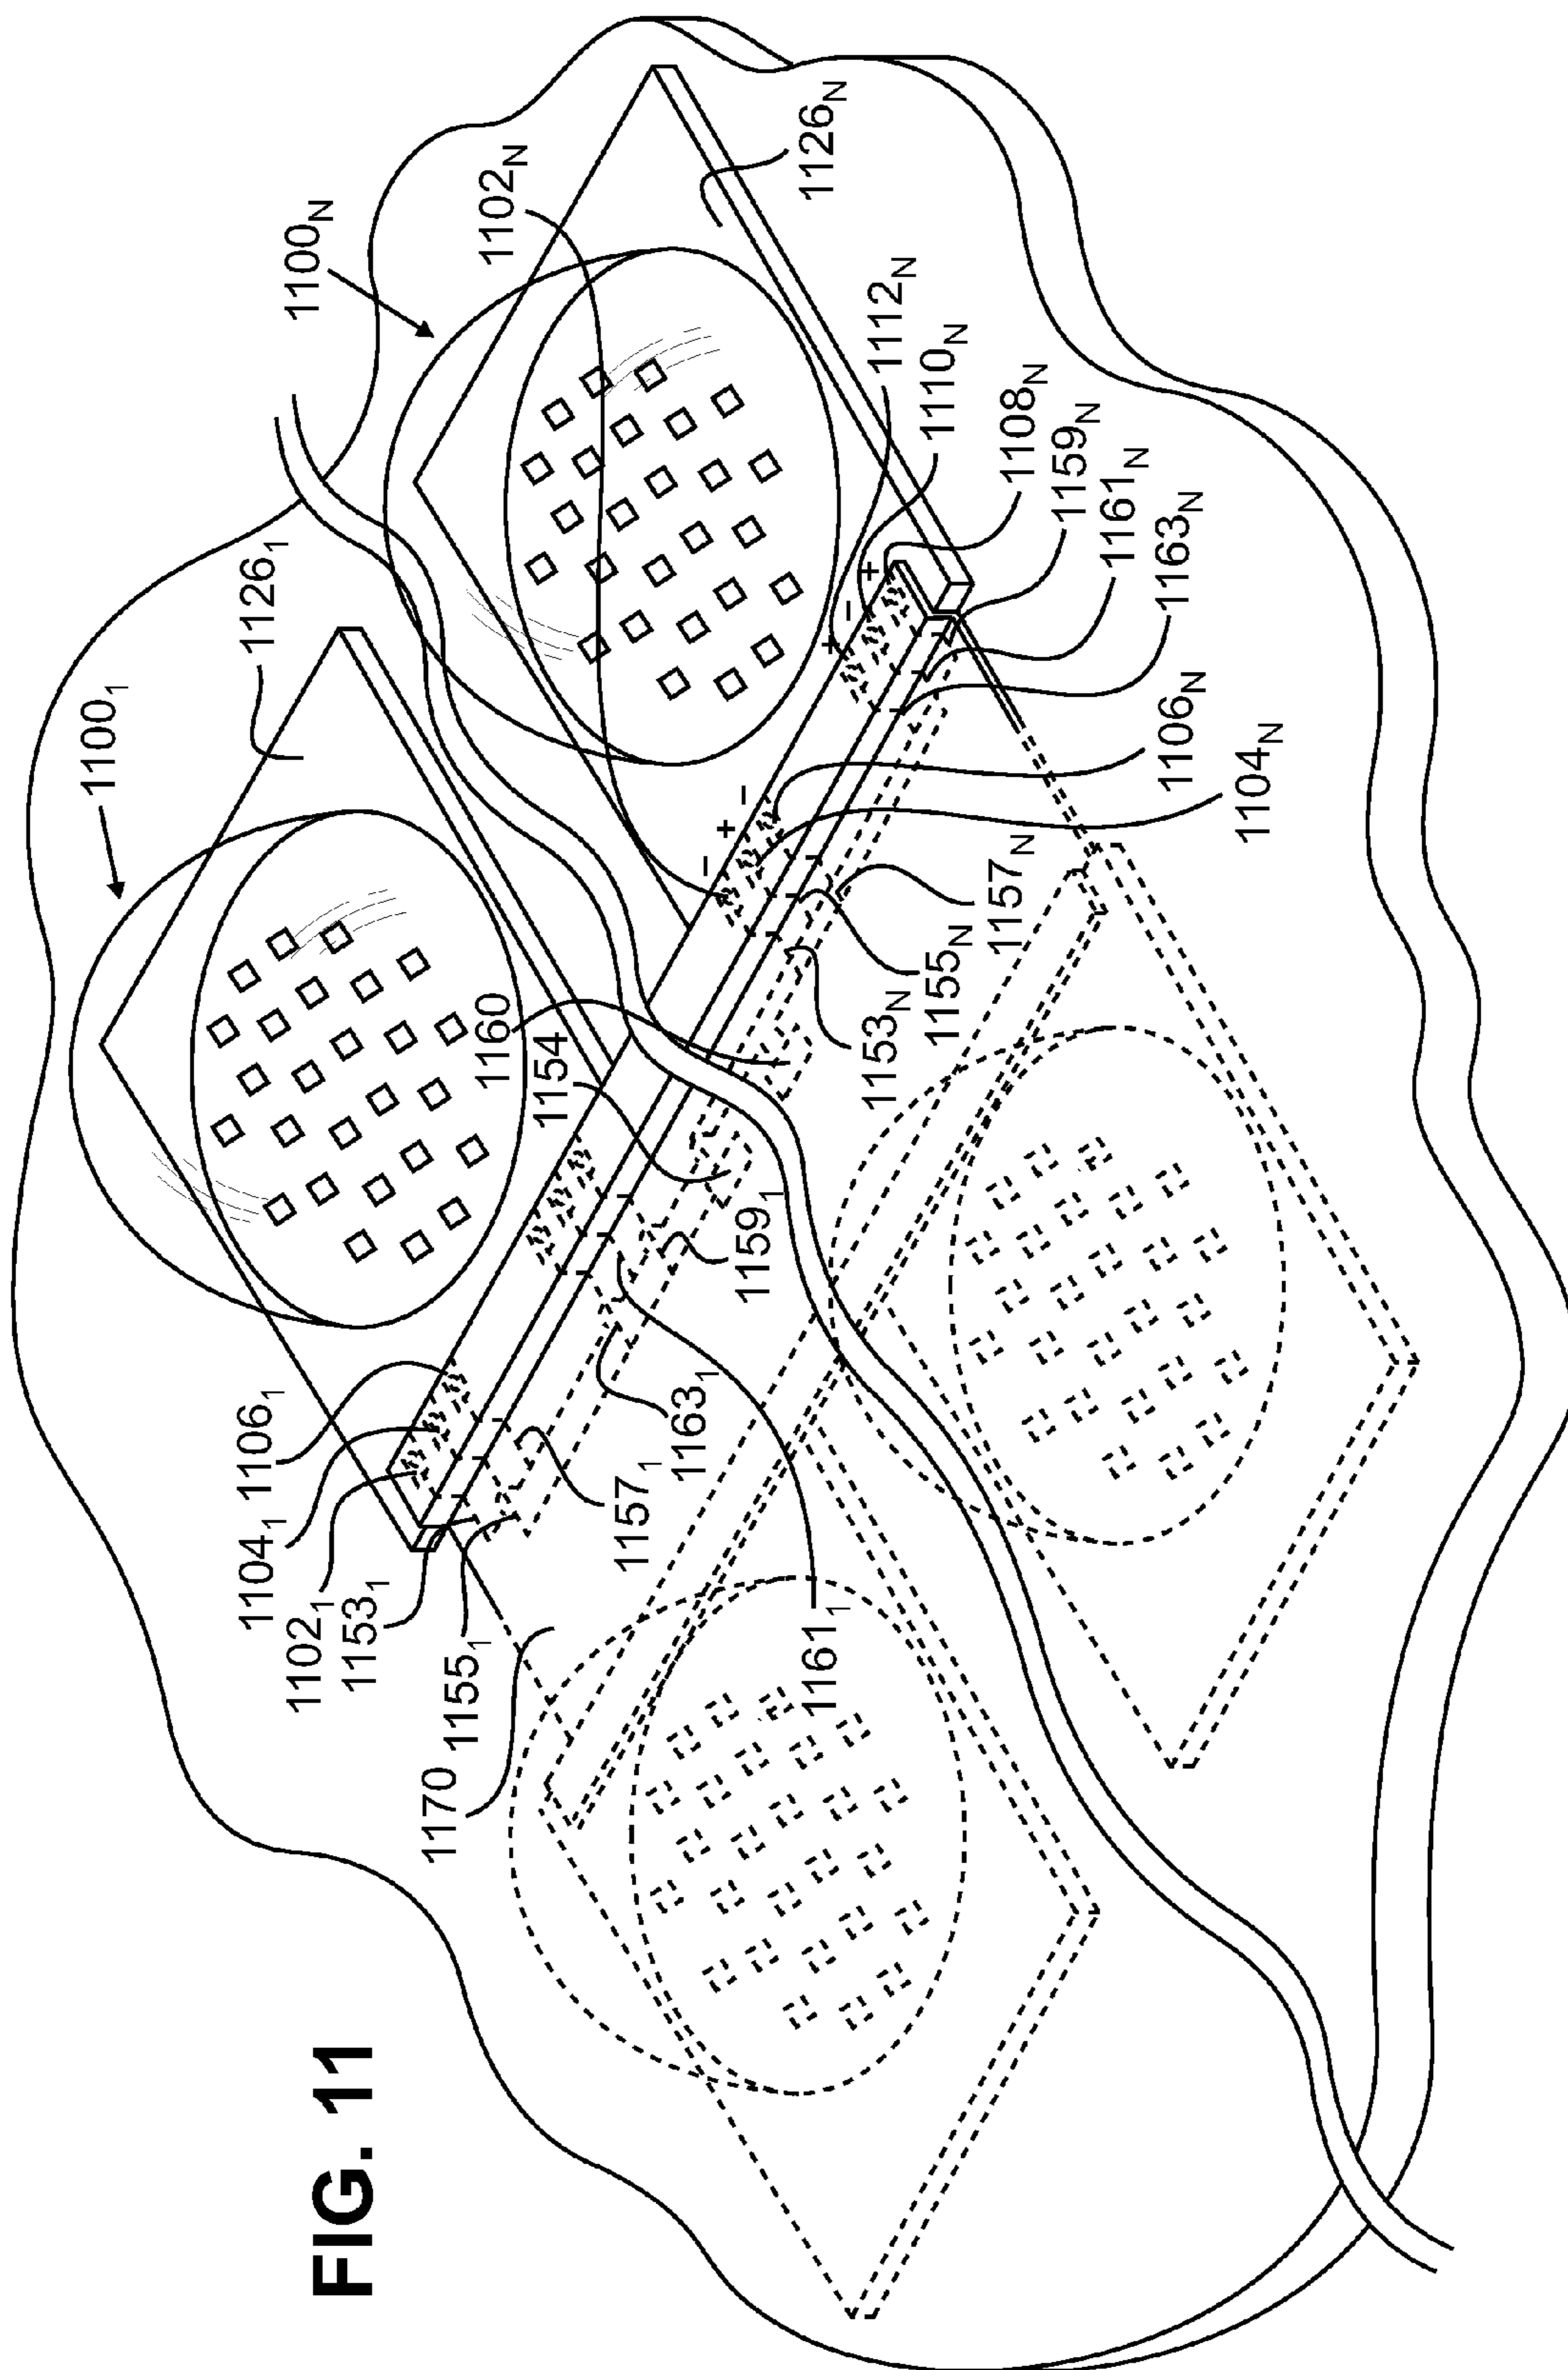 FIG. 11
1100₁
1126₁
1100N
1102N
1126N
1112N
1110N
1108N
1159N
1161N
1163N
1106N
1104N
1157N
1155N
1153N
1160
1154
1159₁
1163₁
1161₁
1157₁
1106₁
1104₁
1102₁
1153₁
1155₁
1170
− + −
+ − +